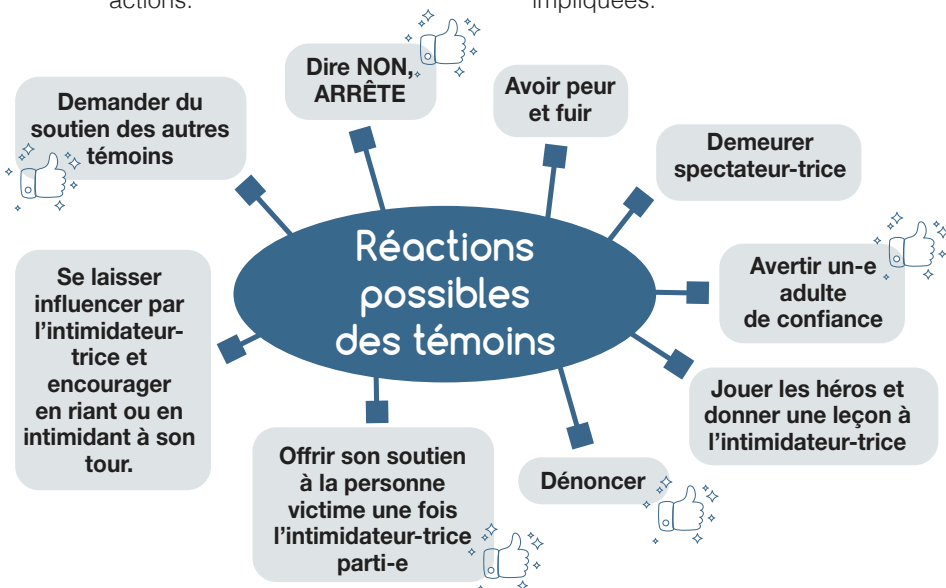 actions.
impliquées.
Dire NON,
ARRÊTE
Avoir peur
et fuir
Demander du
soutien des autres
témoins
Demeurer
spectateur-trice
Réactions
possibles
des témoins
Se laisser
influencer par
l'intimidateur-
trice et
encourager
en riant ou en
intimidant à son
tour.
Avertir un-e
adulte
de confiance
Jouer les héros et
donner une leçon à
l'intimidateur-trice
Offrir son soutien
à la personne
victime une fois
l'intimidateur-trice
parti-e
Dénoncer